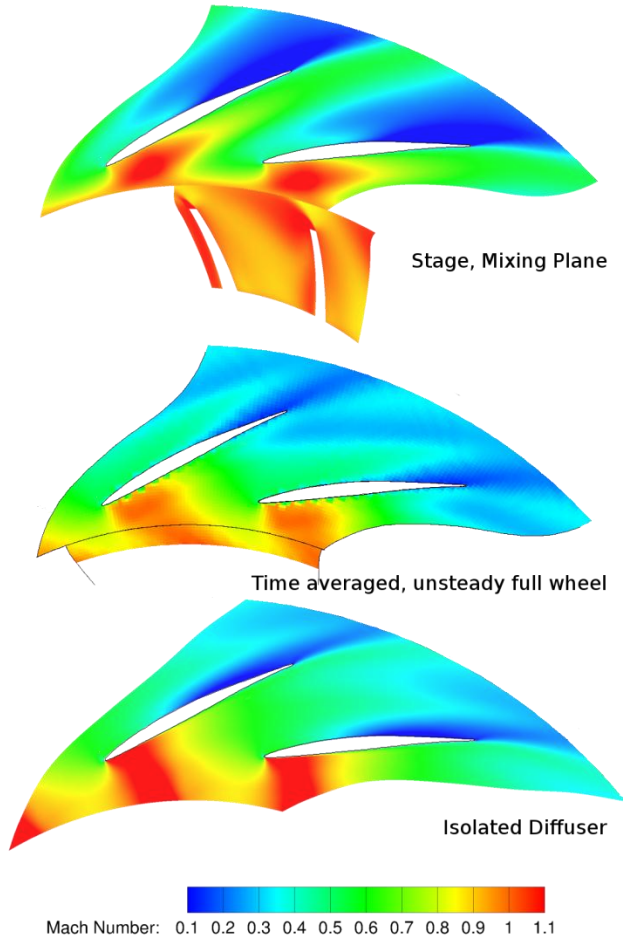 Stage, Mixing Plane
Time averaged, unsteady full wheel
Isolated Diffuser
Mach Number: 0.1 0.2 0.3 0.4 0.5 0.6 0.7 0.8 0.9 1 1.1